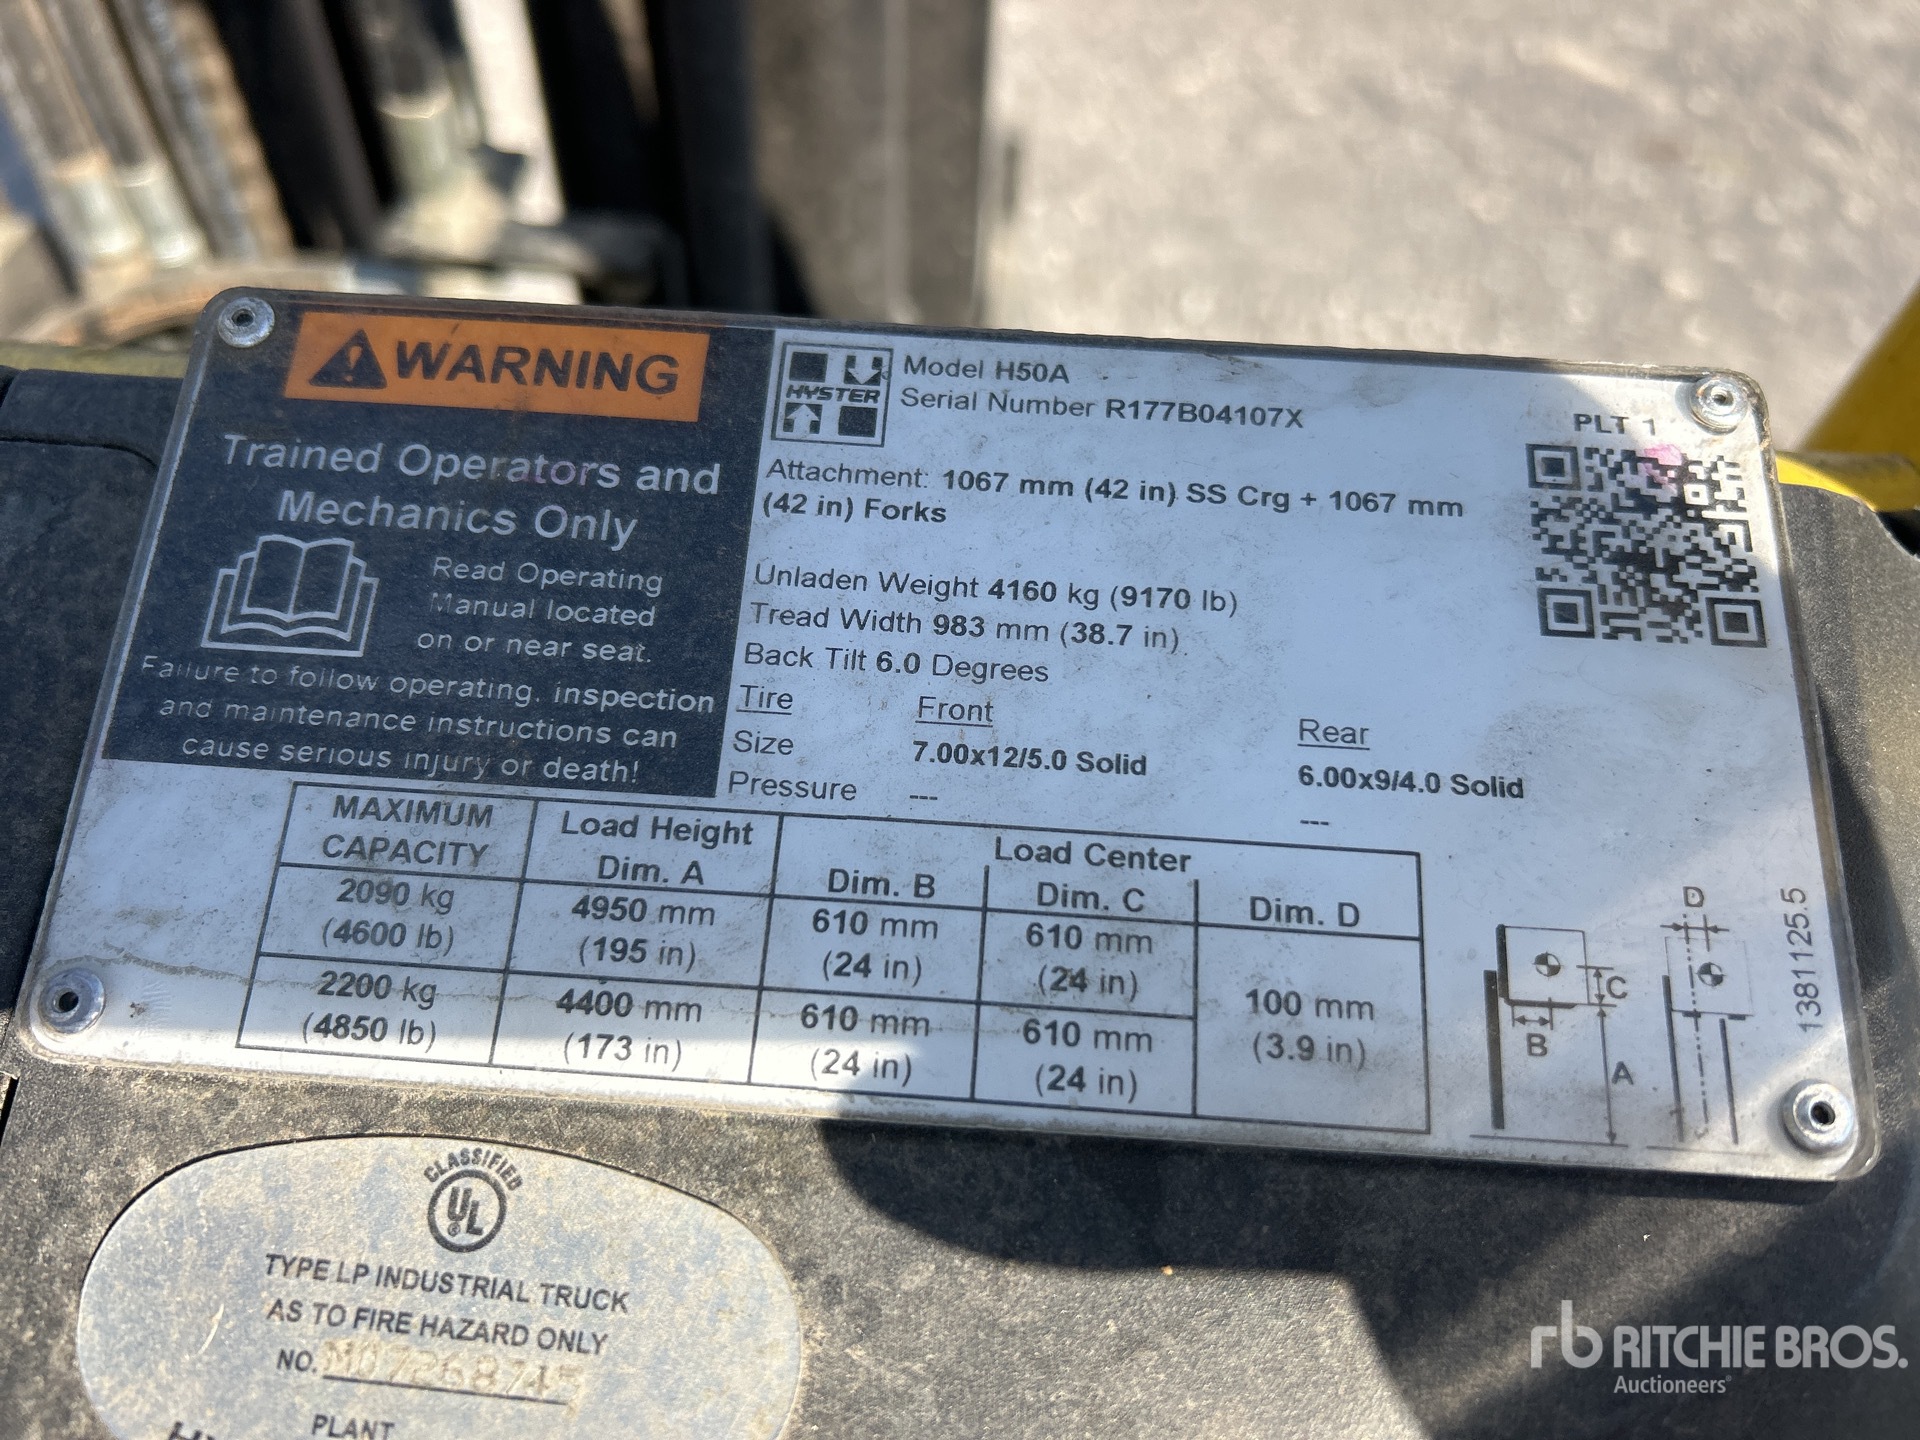 WARNING
Trained Operators and
Mechanics Only
Read Operating
Manual located
on or near seat.
Failure to follow operating, inspection
and maintenance instructions can
cause serious injury or death!
HYSTER
Model H50A
Serial Number R177B04107X
PLT 1
Attachment: 1067 mm (42 in) SS Crg + 1067 mm
(42 in) Forks
Unladen Weight 4160 kg (9170 lb)
Tread Width 983 mm (38.7 in)
Back Tilt 6.0 Degrees
Tire Front Rear
Size 7.00x12/5.0 Solid 6.00x9/4.0 Solid
Pressure --- ---
MAXIMUM
CAPACITY
Load Height
Dim. A
Load Center
Dim. B Dim. C Dim. D
2090 kg 4950 mm 610 mm 610 mm
(4600 lb) (195 in) (24 in) (24 in)
2200 kg 4400 mm 610 mm 610 mm
(4850 lb) (173 in) (24 in) (24 in)
100 mm
(3.9 in)
D
C
B
A
13811125.5
CLASSIFIED
UL
TYPE LP INDUSTRIAL TRUCK
AS TO FIRE HAZARD ONLY
NO.
PLANT
rb RITCHIE BROS.
Auctioneers